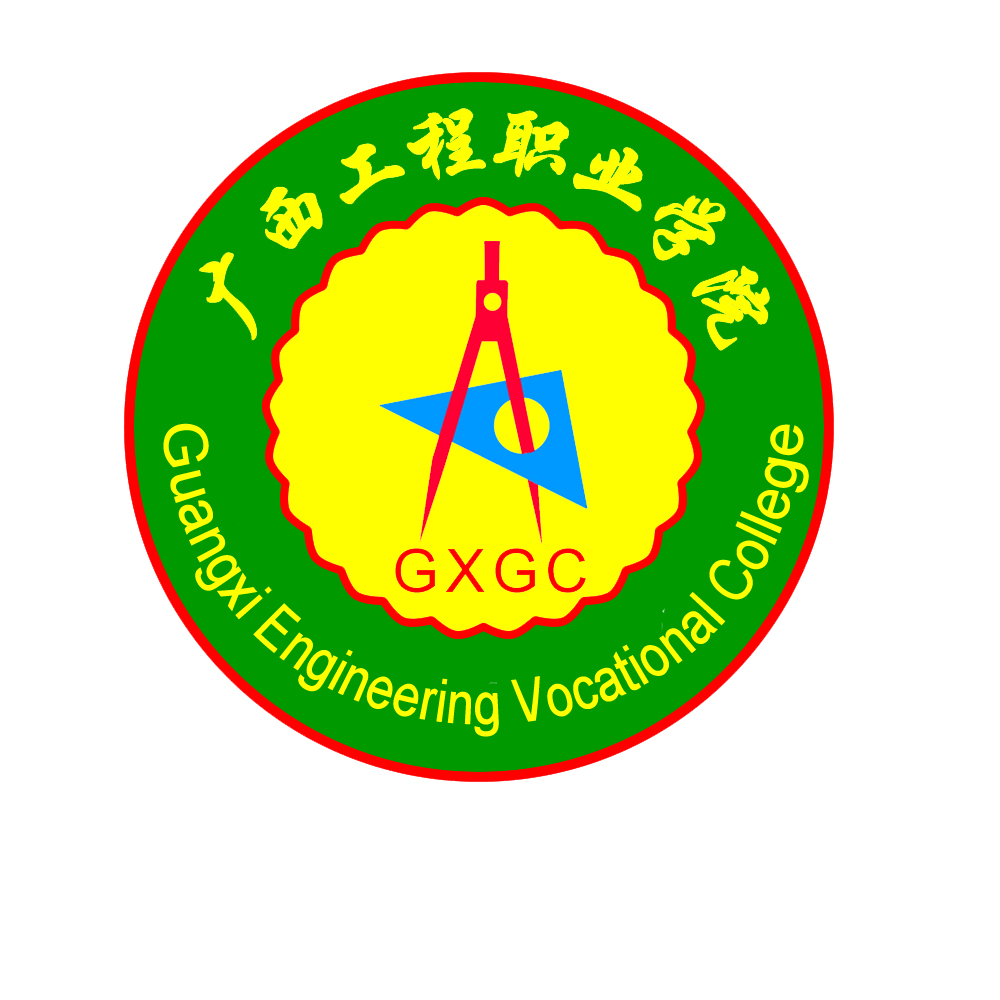 广西工程职业学院
GXGC
Guangxi Engineering Vocational College